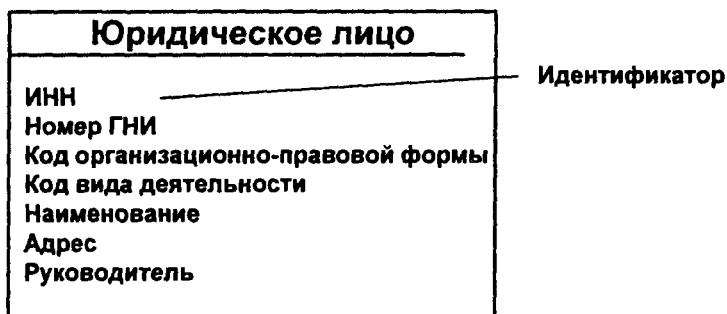 Юридическое лицо
ИНН
Идентификатор
Номер ГНИ
Код организационно-правовой формы
Код вида деятельности
Наименование
Адрес
Руководитель